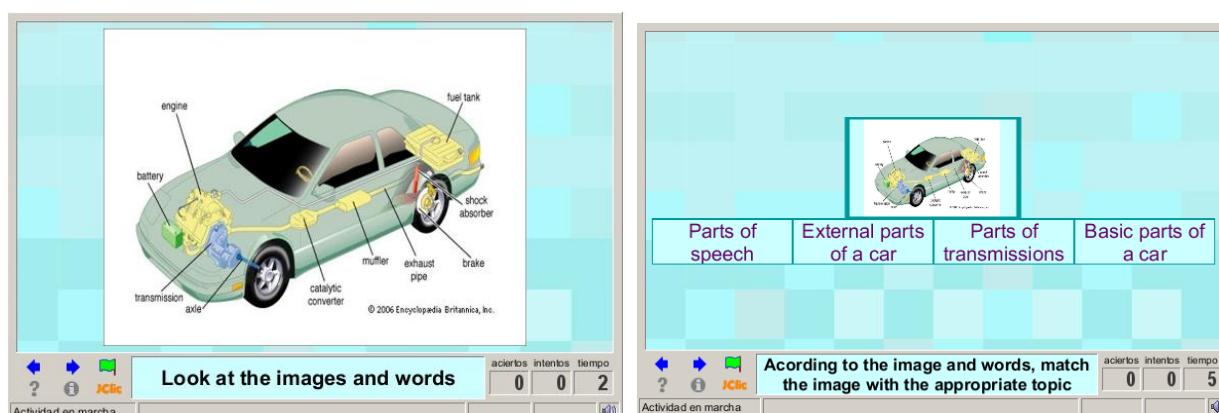 fuel tank
engine
battery
shock
absorber
muffler
exhaust
pipe
brake
catalytic
converter
transmission
axle
© 2006 Encyclopædia Britannica, Inc.
Look at the images and words
aciertos intentos tiempo
0 0 2
JClic
Actividad en marcha
Parts of
speech
External parts
of a car
Parts of
transmissions
Basic parts of
a car
Acording to the image and words, match
the image with the appropriate topic
aciertos intentos tiempo
0 0 5
JClic
Actividad en marcha